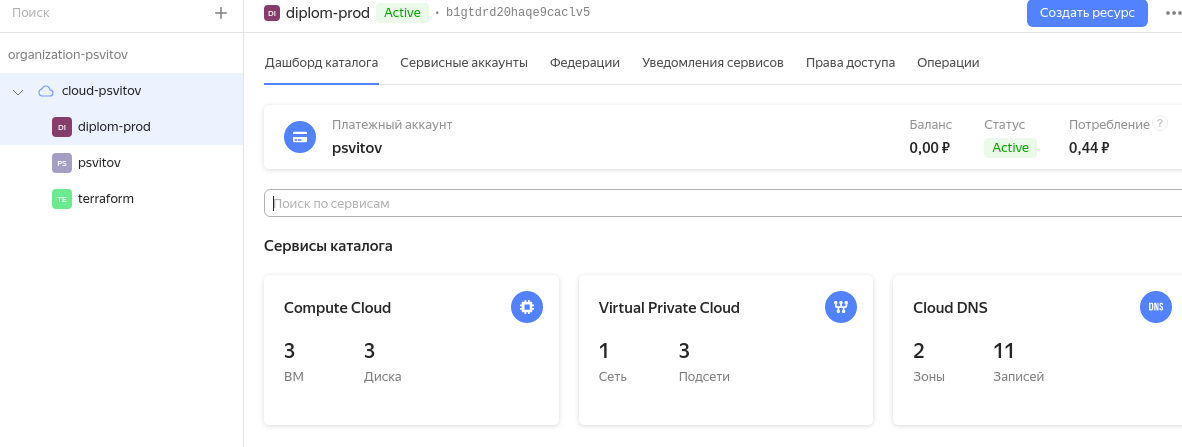 Поиск
organization-psvitov
cloud-psvitov
DI diplom-prod
PS psvitov
TE terraform
DI diplom-prod Active • b1gtdrd20haqe9caclv5
Создать ресурс
Дашборд каталога Сервисные аккаунты Федерации Уведомления сервисов Права доступа Операции
Платежный аккаунт Баланс Статус Потребление ?
psvitov 0,00 ₽ Active 0,44 ₽
Поиск по сервисам
Сервисы каталога
Compute Cloud
3 3
ВМ Диска
Virtual Private Cloud
1 3
Сеть Подсети
Cloud DNS DNS
2 11
Зоны Записей